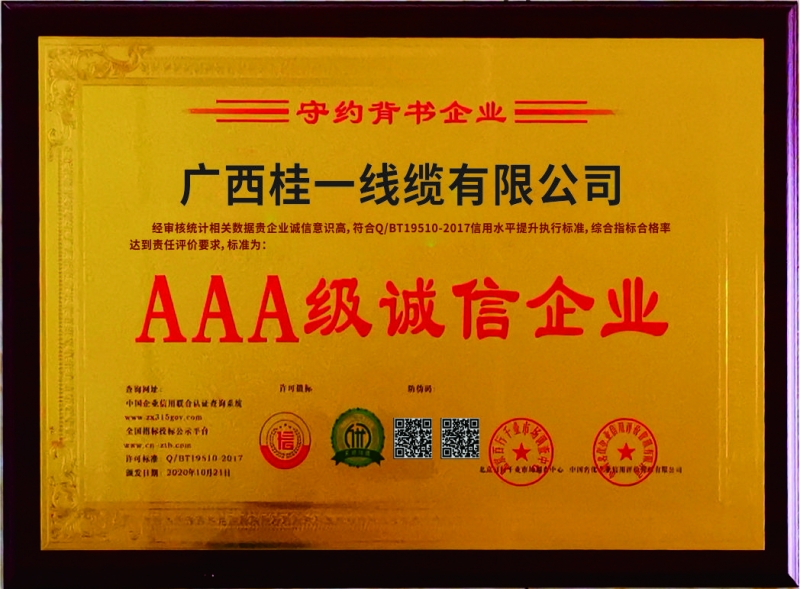 守约背书企业
广西桂一线缆有限公司
经审核统计相关数据贵企业诚信意识高,符合Q/BT19510-2017信用水平提升执行标准,综合指标合格率
达到责任评价要求,标准为:
AAA级诚信企业
查询网址: 许可徽标 防伪码:
中国企业信用联合认证查询系统
www.zx315gov.com
全国招标投标公示平台
www.cn-ztb.com
许可标准: Q/BT19510-2017
颁发日期: 2020年10月21日
信